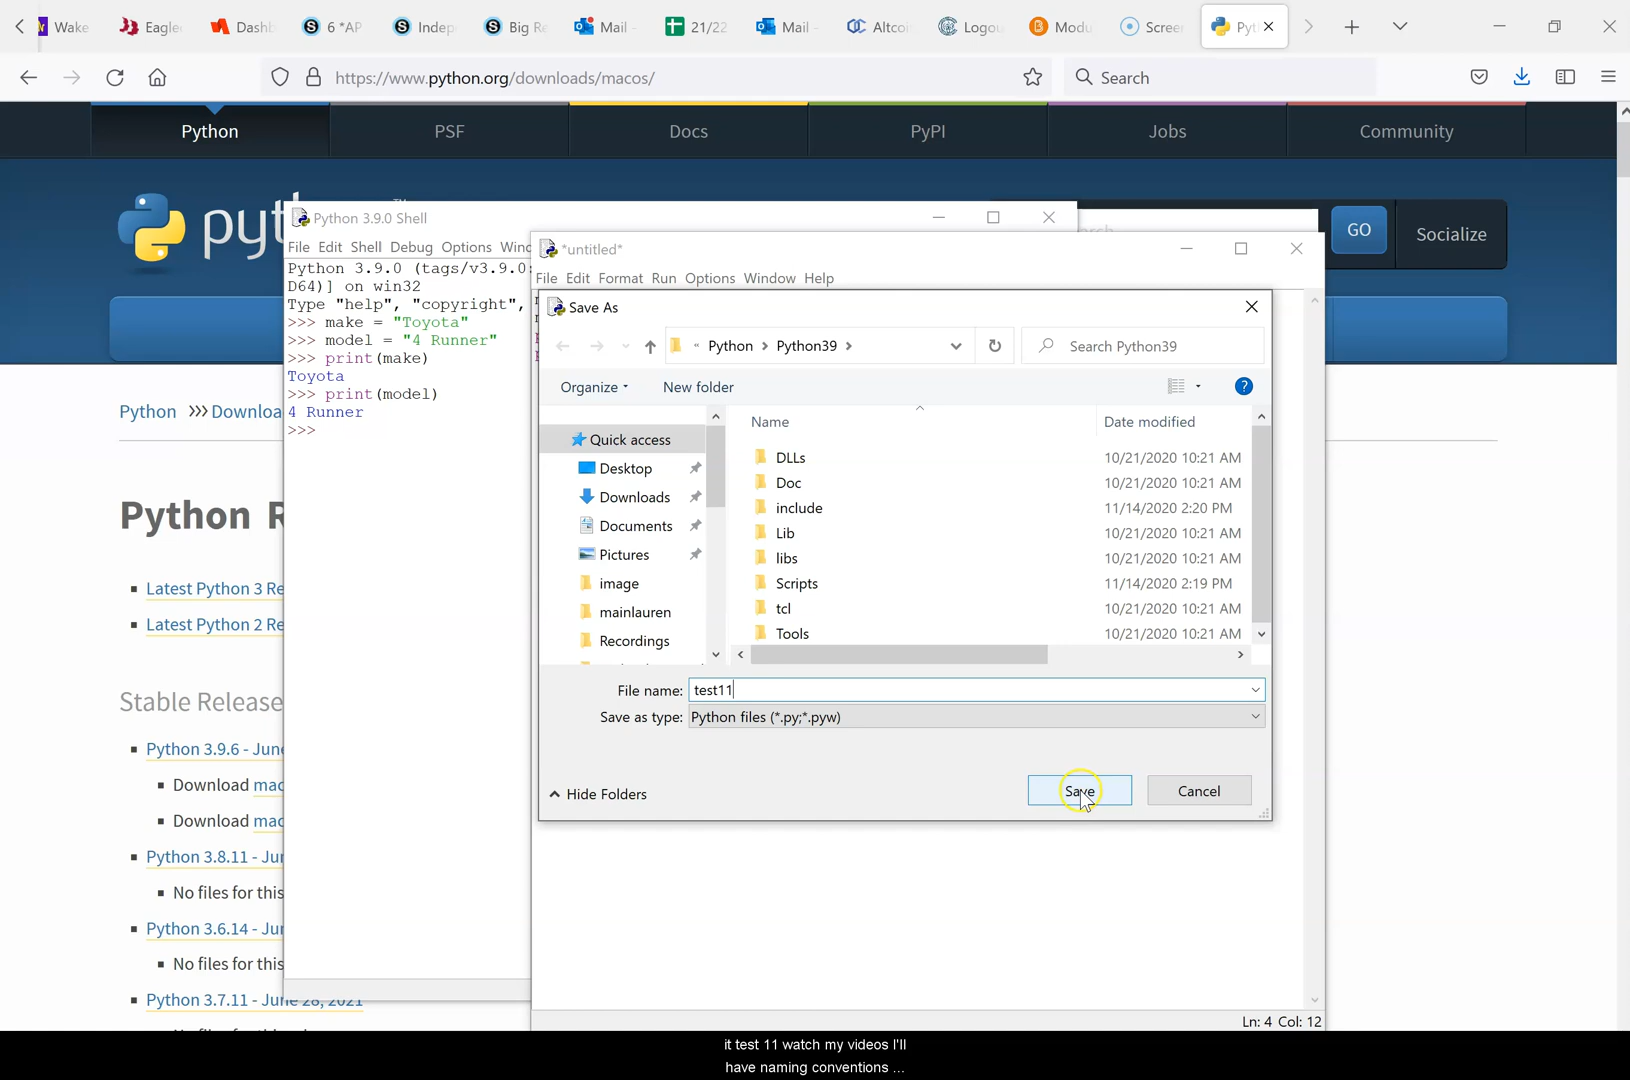 Wake
Eagle
Dashb
6 *AP
Indep
Big Re
Mail -
21/22
Mail -
Altcoi
Logou
Modu
Scree
Pyt
https://www.python.org/downloads/macos/
Search
Python
PSF
Docs
PyPI
Jobs
Community
GO
Socialize
Python 3.9.0 Shell
File Edit Shell Debug Options Wind
Python 3.9.0 (tags/v3.9.0:
D64)] on win32
Type "help", "copyright",
>>> make = "Toyota"
>>> model = "4 Runner"
>>> print(make)
Toyota
>>> print(model)
4 Runner
>>>
*untitled*
File Edit Format Run Options Window Help
Save As
« Python > Python39 >
Search Python39
Organize
New folder
Name
Date modified
Quick access
Desktop
Downloads
Documents
Pictures
image
mainlauren
Recordings
DLLs 10/21/2020 10:21 AM
Doc 10/21/2020 10:21 AM
include 11/14/2020 2:20 PM
Lib 10/21/2020 10:21 AM
libs 10/21/2020 10:21 AM
Scripts 11/14/2020 2:19 PM
tcl 10/21/2020 10:21 AM
Tools 10/21/2020 10:21 AM
File name: test11
Save as type: Python files (*.py;*.pyw)
Hide Folders
Save
Cancel
Ln: 4 Col: 12
Python >>> Downloa
Python R
Latest Python 3 Re
Latest Python 2 Re
Stable Release
Python 3.9.6 - June
Download mac
Download mac
Python 3.8.11 - Jun
No files for this
Python 3.6.14 - Jun
No files for this
Python 3.7.11 - June 28, 2021
it test 11 watch my videos I'll
have naming conventions ...